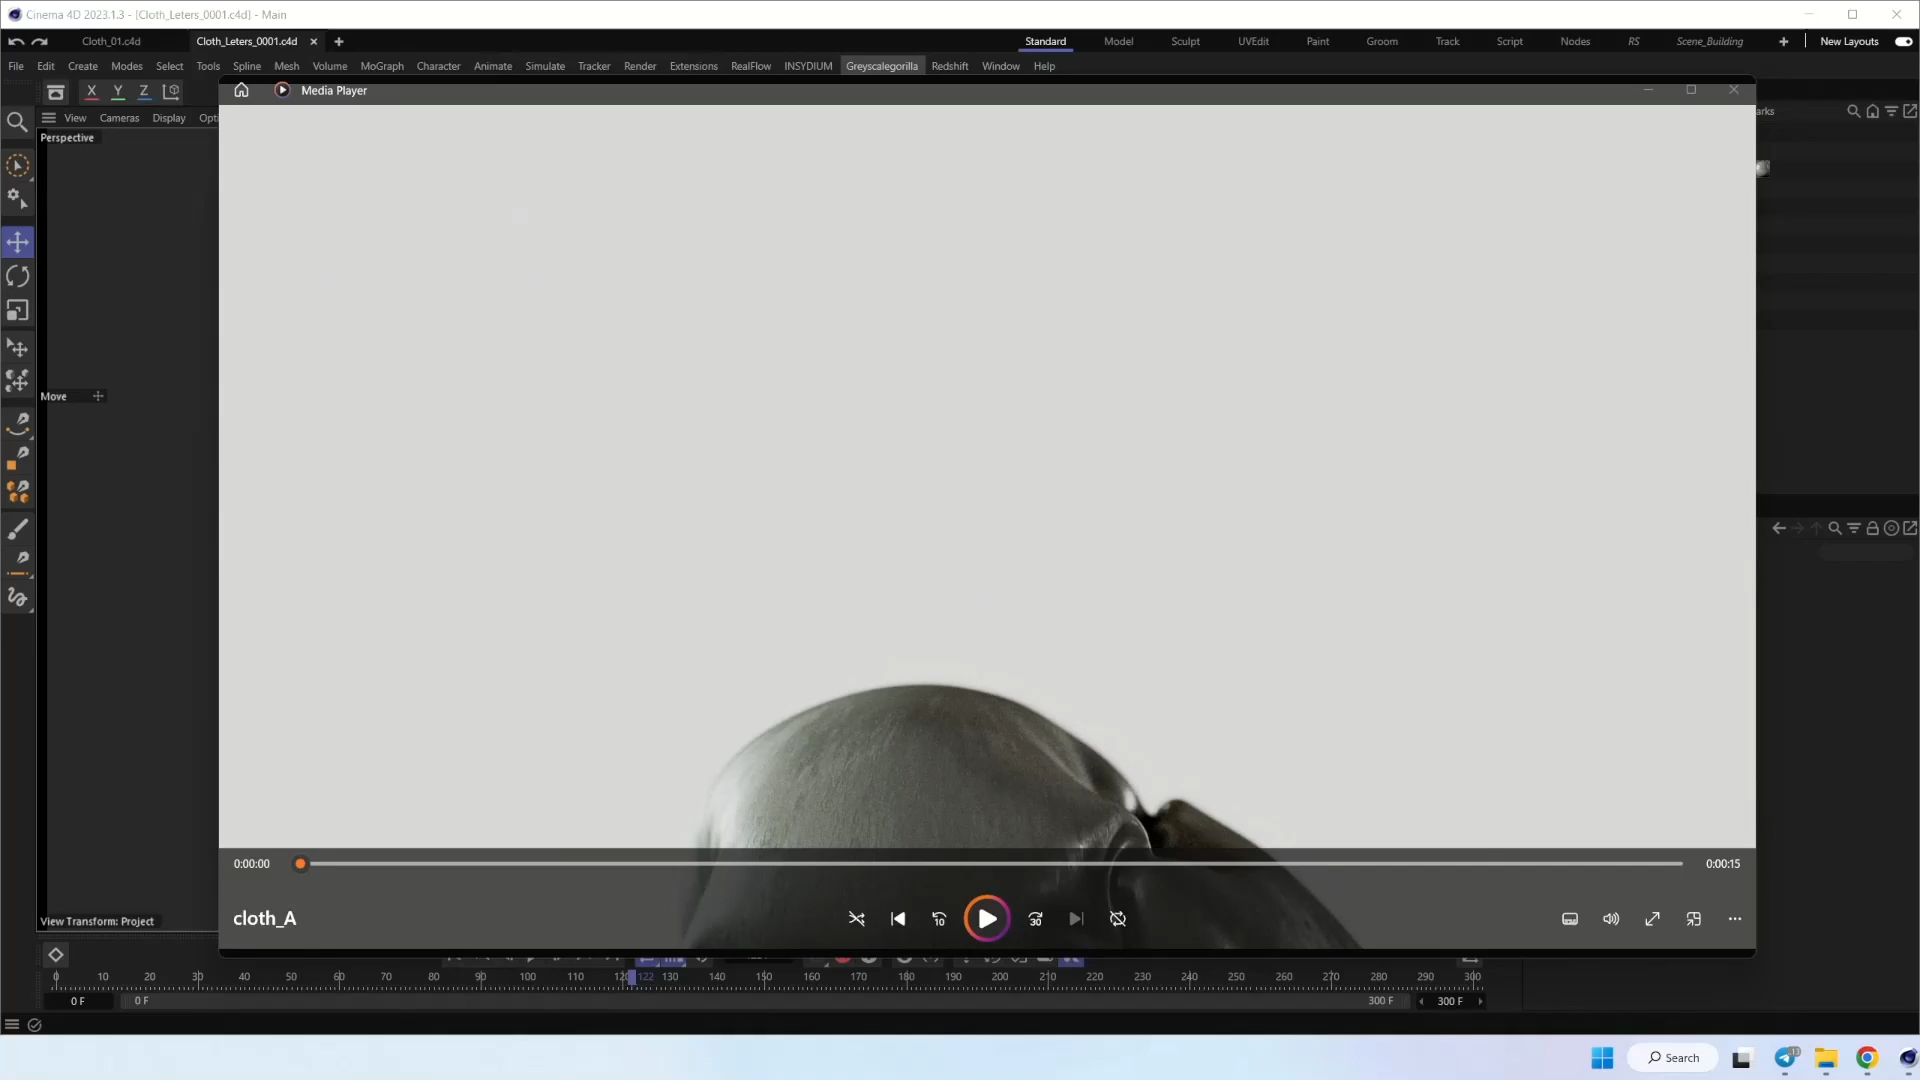 Cinema 4D 2023.1.3 - [Cloth_Leters_0001.c4d] - Main
Cloth_01.c4d Cloth_Leters_0001.c4d Standard Model Sculpt UVEdit Paint Groom Track Script Nodes RS Scene_Building New Layouts
File Edit Create Modes Select Tools Spline Mesh Volume MoGraph Character Animate Simulate Tracker Render Extensions RealFlow INSYDIUM Greyscalegorilla Redshift Window Help
X Y Z Media Player
View Cameras Display Opti arks
Perspective
Move
0:00:00 0:00:15
cloth_A 10 30
View Transform: Project
0 10 20 30 40 50 60 70 80 90 100 110 120 122 130 140 150 160 170 180 190 200 210 220 230 240 250 260 270 280 290 300
0 F 0 F 300 F 300 F
Search